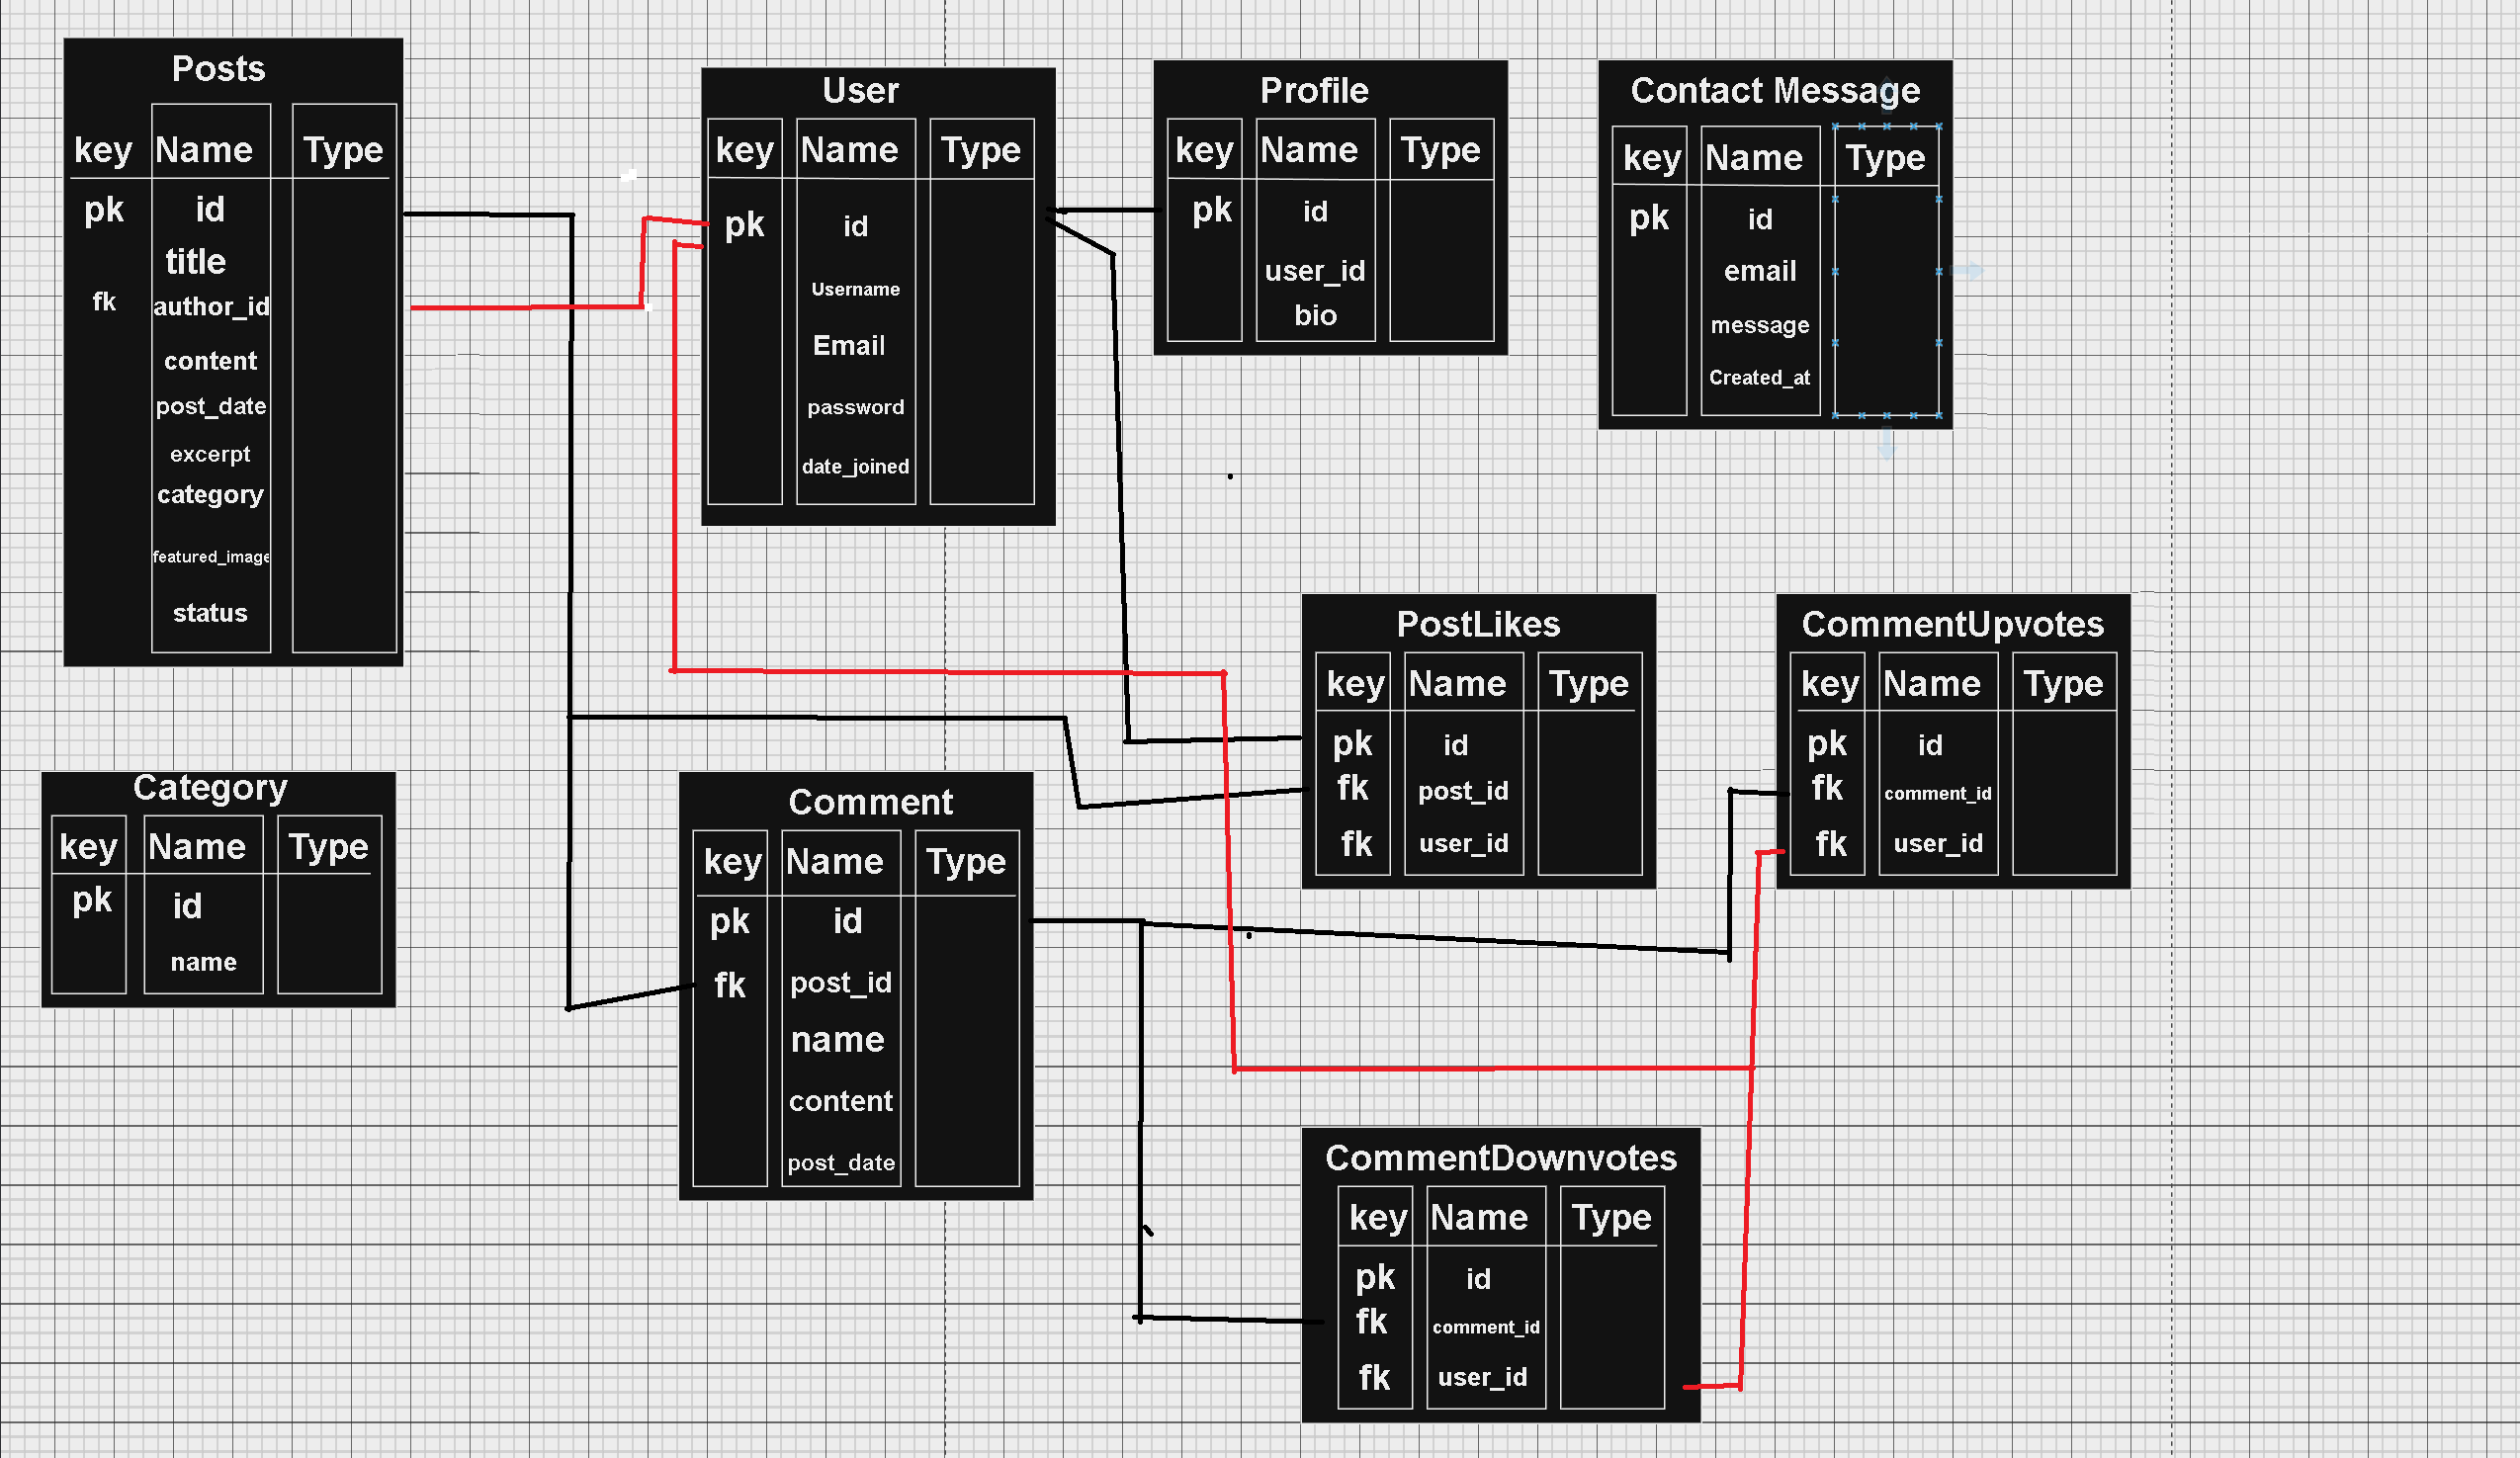 Posts
key Name Type
pk id
title
fk author_id
content
post_date
excerpt
category
featured_image
status
User
key Name Type
pk id
Username
Email
password
date_joined
Profile
key Name Type
pk id
user_id
bio
Contact Message
key Name Type
pk id
email
message
Created_at
PostLikes
key Name Type
pk id
fk post_id
fk user_id
CommentUpvotes
key Name Type
pk id
fk comment_id
fk user_id
Category
key Name Type
pk id
name
Comment
key Name Type
pk id
fk post_id
name
content
post_date
CommentDownvotes
key Name Type
pk id
fk comment_id
fk user_id